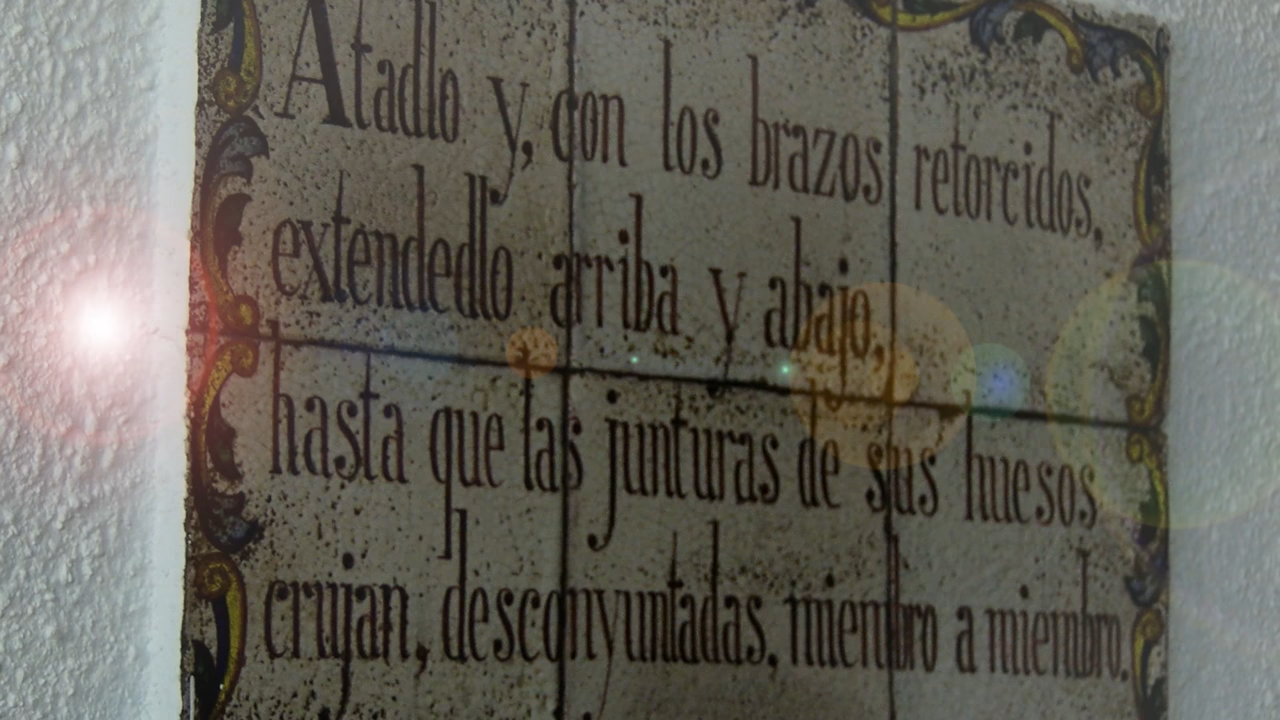 Atadlo y, con los brazos retorcidos,
extendedlo arriba y abajo,
hasta que las junturas de sus huesos
crujan, desconyuntadas, miembro a miembro.